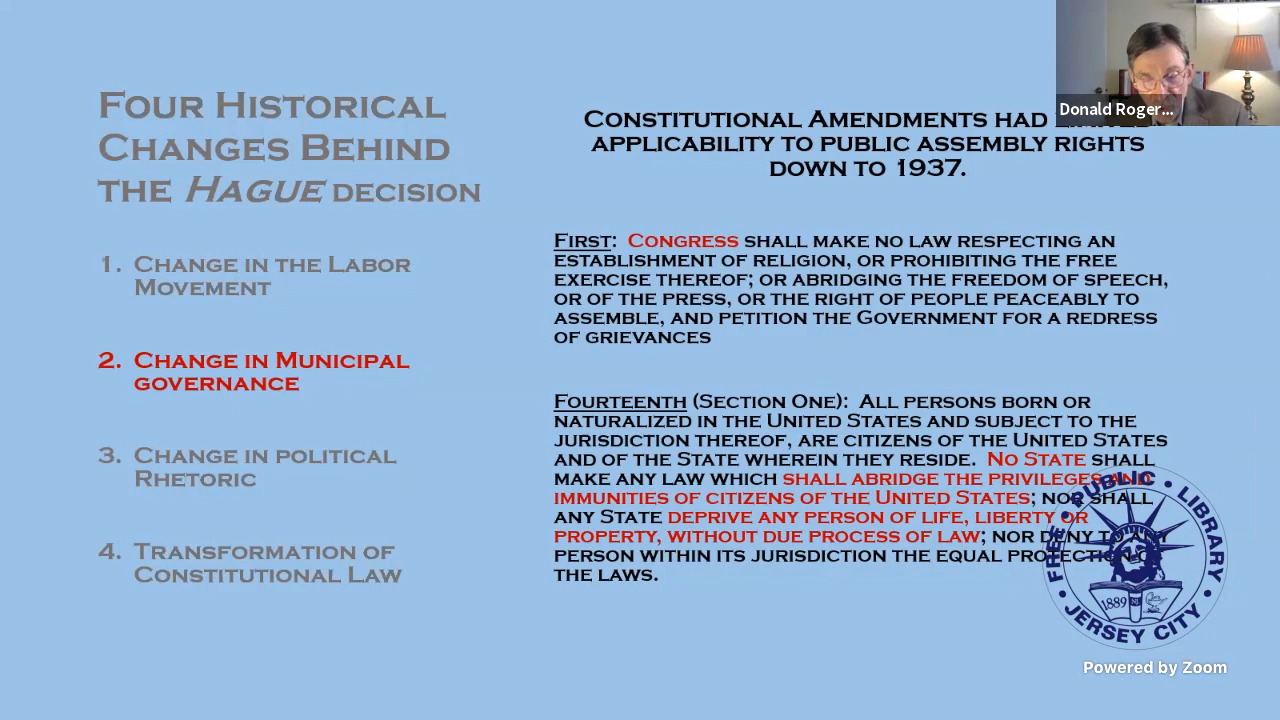 Four Historical
Changes Behind
the Hague decision
1. Change in the Labor
Movement
2. Change in Municipal
governance
3. Change in political
Rhetoric
4. Transformation of
Constitutional Law
Constitutional Amendments had
applicability to public assembly rights
down to 1937.
First: Congress shall make no law respecting an
establishment of religion, or prohibiting the free
exercise thereof; or abridging the freedom of speech,
or of the press, or the right of people peaceably to
assemble, and petition the Government for a redress
of grievances
Fourteenth (Section One): All persons born or
naturalized in the United States and subject to the
jurisdiction thereof, are citizens of the United States
and of the State wherein they reside. No State shall
make any law which shall abridge the privileges and
immunities of citizens of the United States; nor shall
any State deprive any person of life, liberty or
property, without due process of law; nor deny to any
person within its jurisdiction the equal protection of
the laws.
Donald Roger...
FREE • PUBLIC • LIBRARY
1889 NJ
• JERSEY CITY •
Powered by Zoom